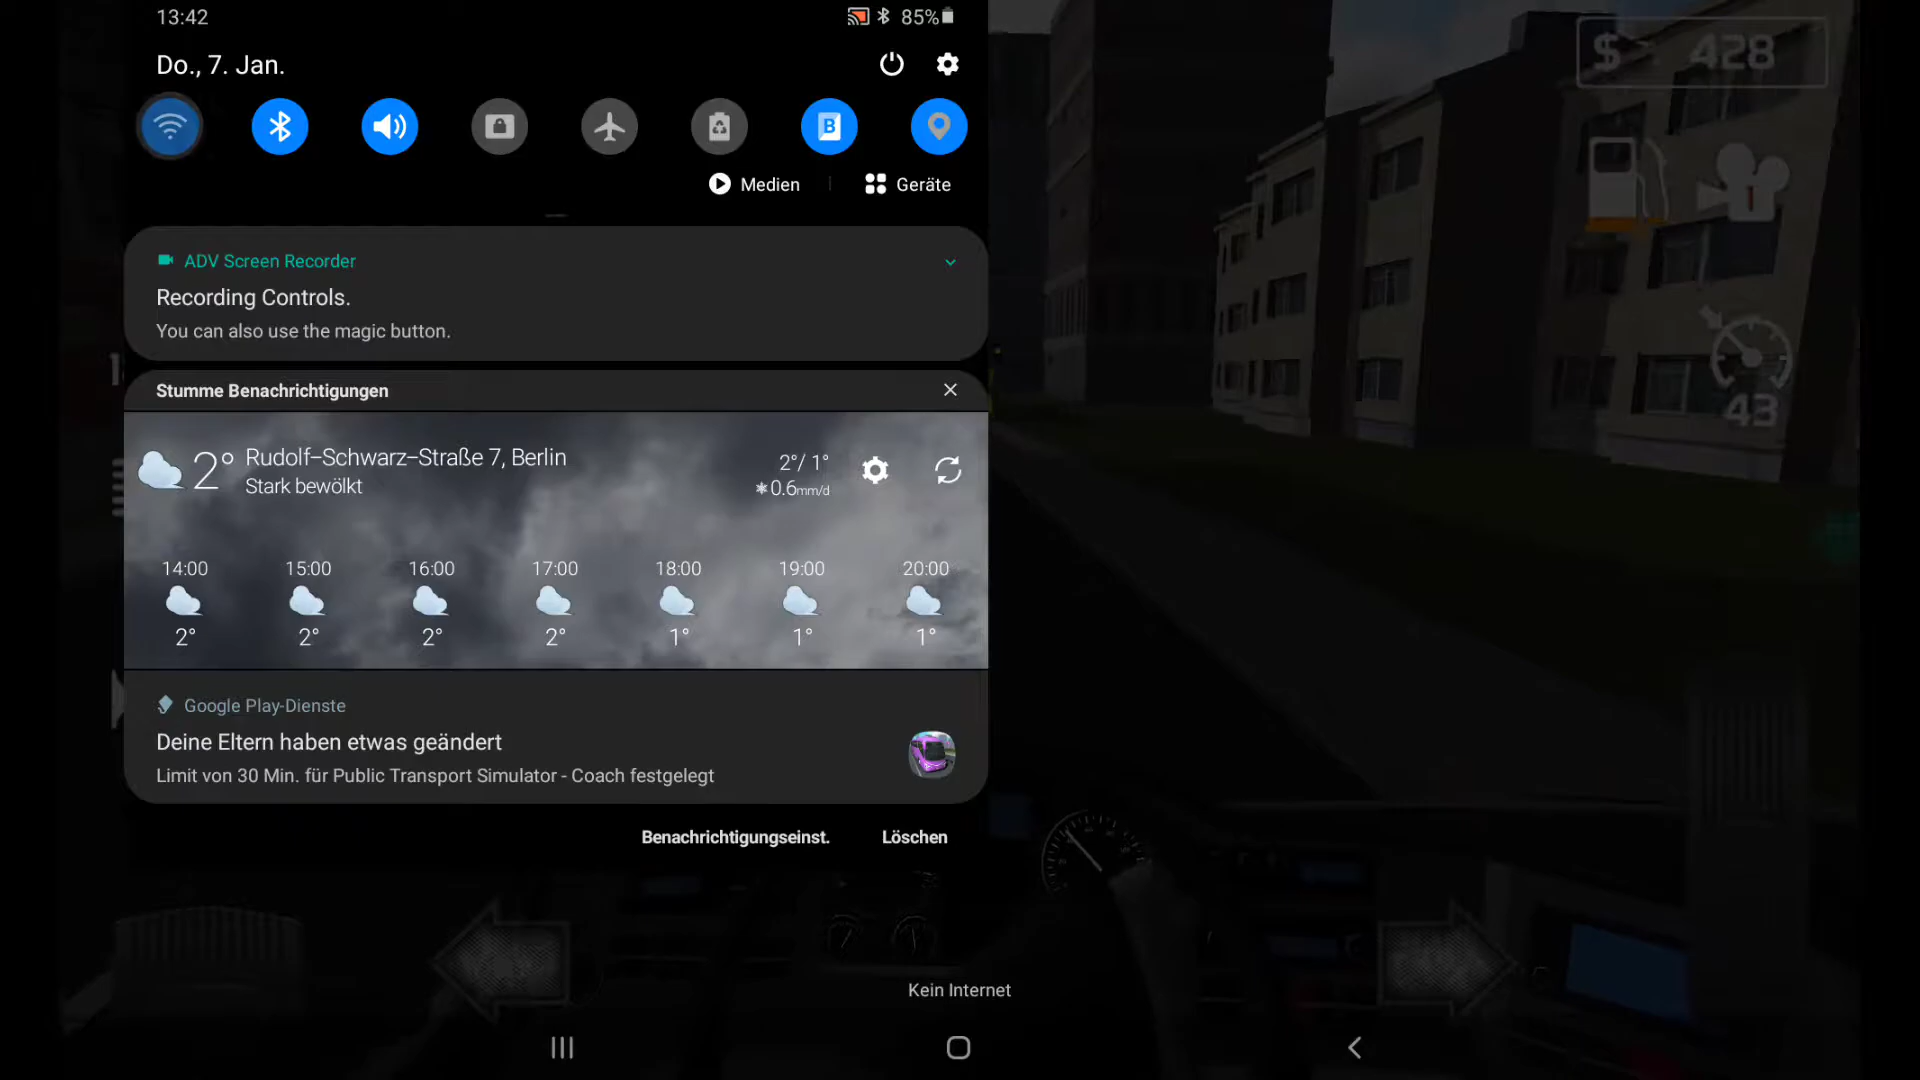 13:42
85%
Do., 7. Jan.
$ 428
B
Medien
Geräte
1
ADV Screen Recorder
Recording Controls.
You can also use the magic button.
Stumme Benachrichtigungen
43
2° Rudolf-Schwarz-Straße 7, Berlin
Stark bewölkt
2°/ 1°
0.6mm/d
14:00 15:00 16:00 17:00 18:00 19:00 20:00
2° 2° 2° 2° 1° 1° 1°
Google Play-Dienste
Deine Eltern haben etwas geändert
Limit von 30 Min. für Public Transport Simulator - Coach festgelegt
Benachrichtigungseinst. Löschen
Kein Internet